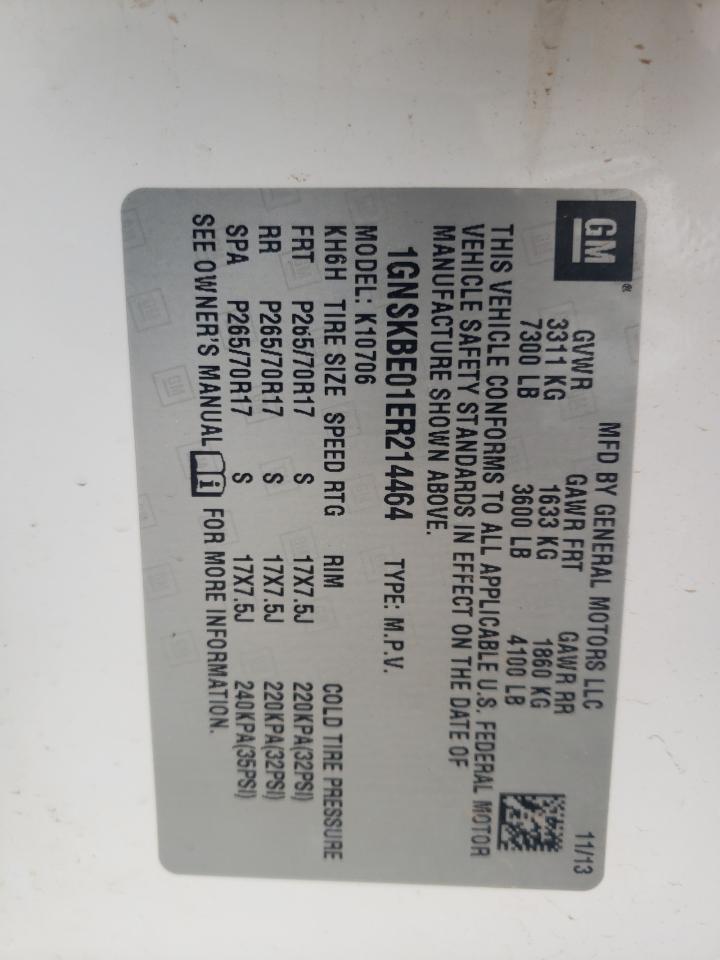 GM®
MFD BY GENERAL MOTORS LLC 11/13
GVWR GAWR FRT GAWR RR
3311 KG 1633 KG 1860 KG
7300 LB 3600 LB 4100 LB
THIS VEHICLE CONFORMS TO ALL APPLICABLE U.S. FEDERAL MOTOR
VEHICLE SAFETY STANDARDS IN EFFECT ON THE DATE OF
MANUFACTURE SHOWN ABOVE.
1GNSKBE01ER214464 TYPE: M.P.V.
MODEL: K10706
KH6H TIRE SIZE SPEED RTG RIM COLD TIRE PRESSURE
FRT P265/70R17 S 17X7.5J 220KPA(32PSI)
RR P265/70R17 S 17X7.5J 220KPA(32PSI)
SPA P265/70R17 S 17X7.5J 240KPA(35PSI)
SEE OWNER'S MANUAL i FOR MORE INFORMATION.